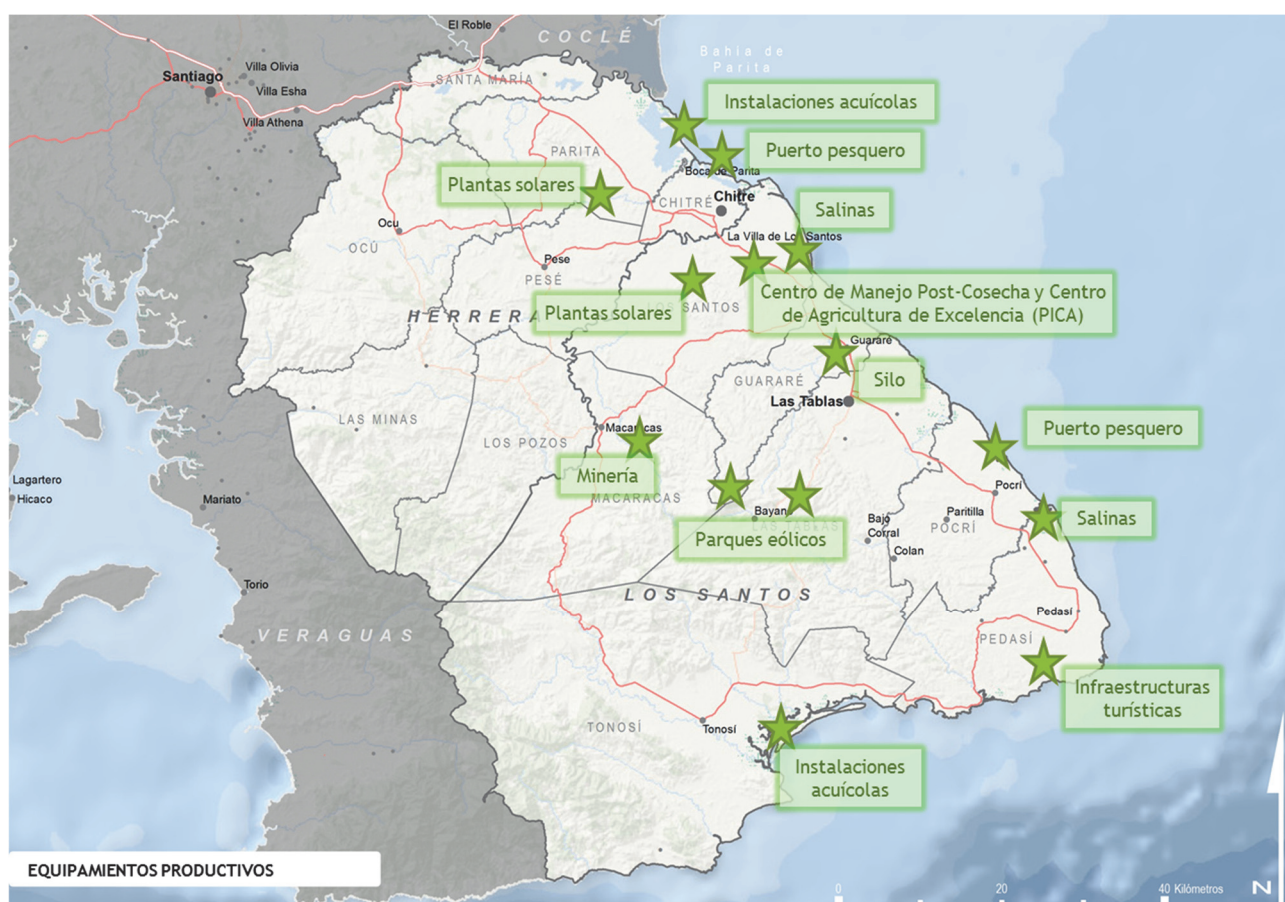 El Roble
COCLÉ
Bahía de
Parita
Villa Olivia
Santiago
Villa Esha
SANTA MARÍA
Villa Athena
Instalaciones acuícolas
PARITA
Puerto pesquero
Boca de Parita
Plantas solares
Chitre
CHITRÉ
Salinas
Ocu
OCÚ
La Villa de Los Santos
Pese
PESÉ
Centro de Manejo Post-Cosecha y Centro
de Agricultura de Excelencia (PICA)
LOS SANTOS
HERRERA
Plantas solares
Guararé
GUARARÉ
Silo
Las Tablas
LAS MINAS
LOS POZOS
Macaracas
Puerto pesquero
Minería
MACARACAS
Lagartero
Hicaco
Mariato
Pocrí
Bayano
LAS TABLAS
Bajo
Corral
Paritilla
POCRÍ
Salinas
Parques eólicos
Colan
Torio
LOS SANTOS
Pedasí
VERAGUAS
PEDASÍ
Infraestructuras
turísticas
TONOSÍ
Tonosí
Instalaciones
acuícolas
EQUIPAMIENTOS PRODUCTIVOS
0 20 40 Kilómetros
N